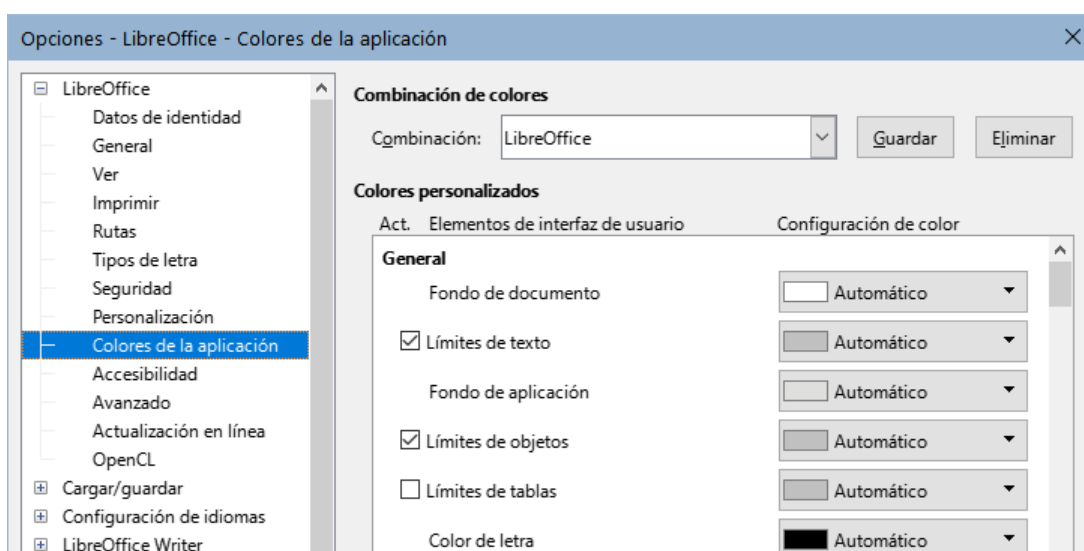 Opciones - LibreOffice - Colores de la aplicación
LibreOffice
Datos de identidad
General
Ver
Imprimir
Rutas
Tipos de letra
Seguridad
Personalización
Colores de la aplicación
Accesibilidad
Avanzado
Actualización en línea
OpenCL
Cargar/guardar
Configuración de idiomas
LibreOffice Writer
Combinación de colores
Combinación: LibreOffice Guardar Eliminar
Colores personalizados
Act. Elementos de interfaz de usuario Configuración de color
General
Fondo de documento Automático
Límites de texto Automático
Fondo de aplicación Automático
Límites de objetos Automático
Límites de tablas Automático
Color de letra Automático